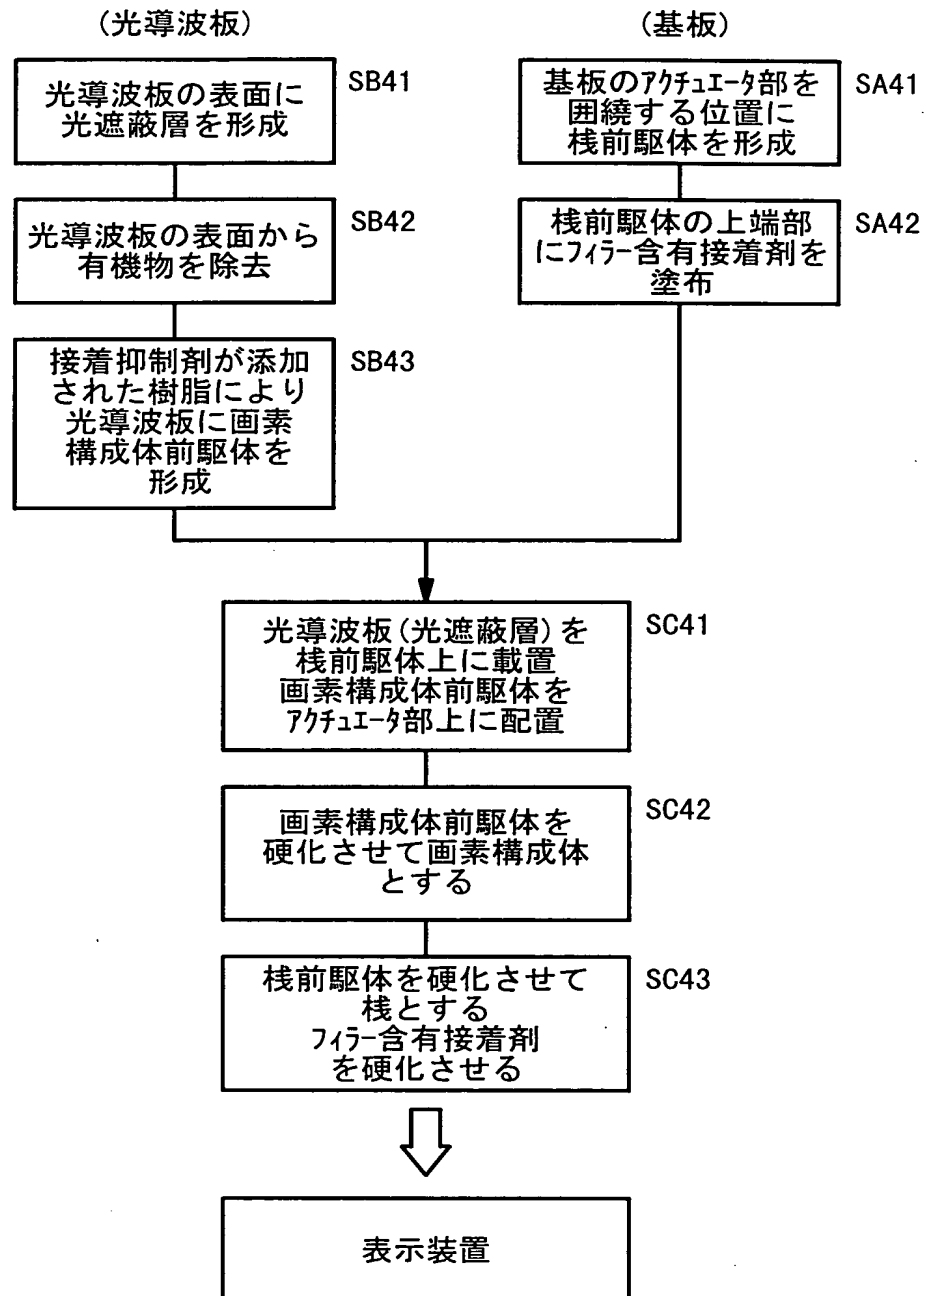 (光導波板)
光導波板の表面に
光遮蔽層を形成
SB41
光導波板の表面から
有機物を除去
SB42
接着抑制剤が添加
された樹脂により
光導波板に画素
構成体前駆体を
形成
SB43
(基板)
基板のアクチュエータ部を
囲繞する位置に
桟前駆体を形成
SA41
桟前駆体の上端部
にフィラー含有接着剤を
塗布
SA42
光導波板(光遮蔽層)を
桟前駆体上に載置
画素構成体前駆体を
アクチュエータ部上に配置
SC41
画素構成体前駆体を
硬化させて画素構成体
とする
SC42
桟前駆体を硬化させて
桟とする
フィラー含有接着剤
を硬化させる
SC43
表示装置